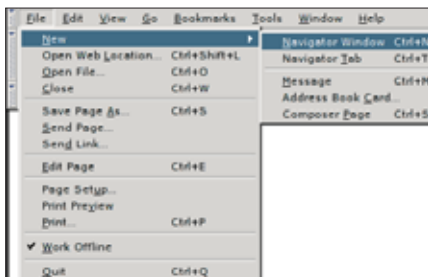 File Edit View Go Bookmarks Tools Window Help
New
Open Web Location... Ctrl+Shift+L
Open File... Ctrl+O
Close Ctrl+W
Save Page As... Ctrl+S
Send Page...
Send Link...
Edit Page Ctrl+E
Page Setup...
Print Preview
Print... Ctrl+P
Work Offline
Quit Ctrl+Q
Navigator Window Ctrl+N
Navigator Tab Ctrl+T
Message Ctrl+M
Address Book Card...
Composer Page Ctrl+S